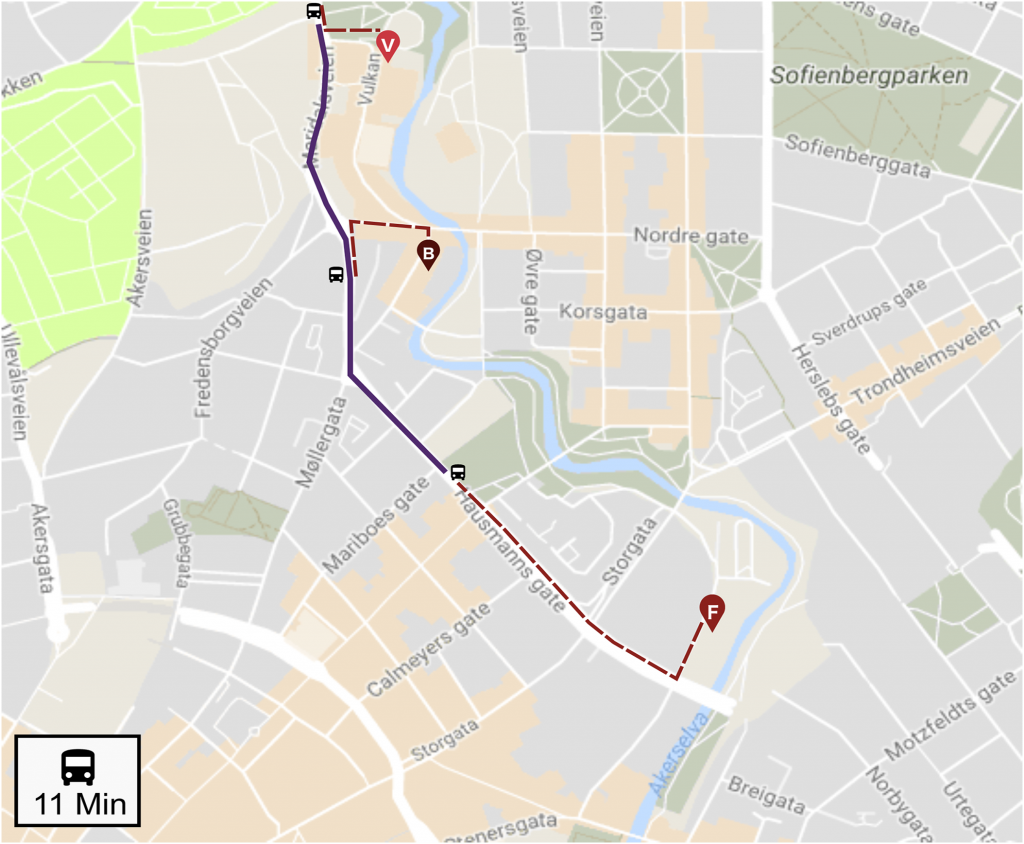 ens gate
sveien
veien
V
Vulkan
Sofienbergparken
kken
Maridalsveien
Sofienberggata
Akersveien
Nordre gate
B
Øvre gate
Korsgata
Sverdrups gate
Fredensborgveien
Trondheimsveien
Ullevålsveien
Herslebs gate
Møllergata
Mariboes gate
Hausmanns gate
Grubbegata
Akersgata
Storgata
F
Calmeyers gate
Storgata
Motzfeldts gate
Akerselva
Breigata
Norbygata
Urtegata
Stenersgata
11 Min